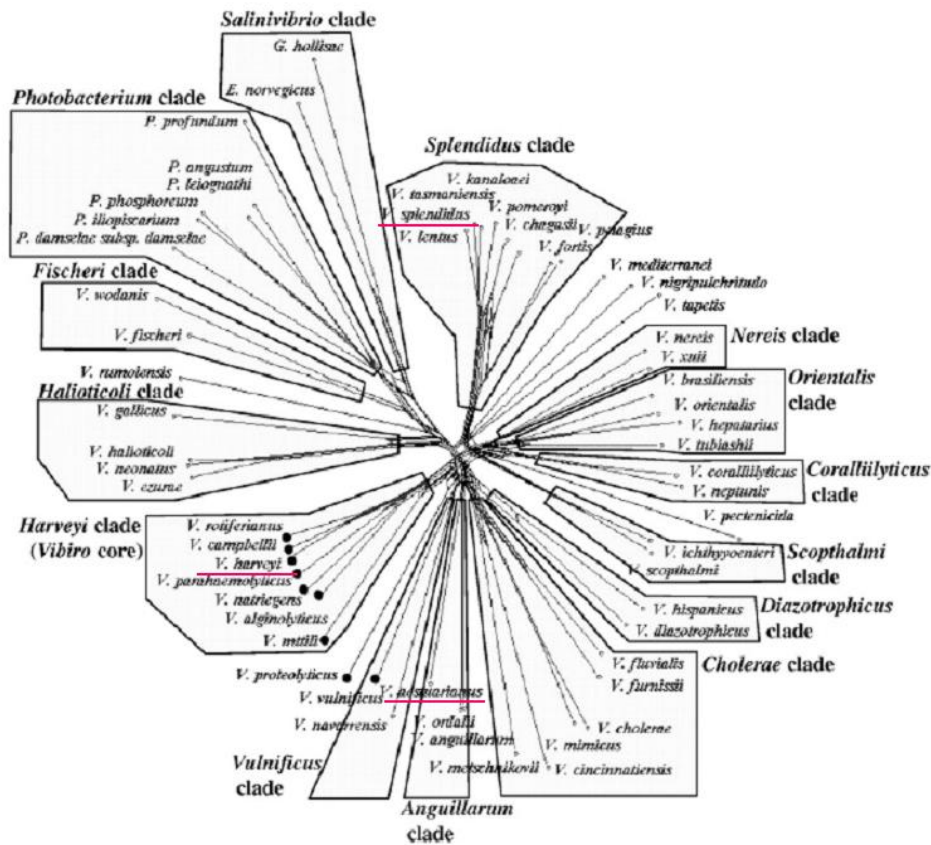 Salinivibrio clade
G. hollisae
E. norvegicus
Photobacterium clade
P. profundum
P. angustum
P. leiognathi
P. phosphoreum
P. iliopiscarium
P. damselae subsp. damselae
Fischeri clade
V. wodanis
V. fischeri
V. rumoiensis
Halioticoli clade
V. gallicus
V. halioticoli
V. neonatus
V. ezurae
Harveyi clade
(Vibiro core)
V. rotiferianus
V. campbellii
V. harveyi
V. parahaemolyticus
V. natriegens
V. alginolyticus
V. mitili
V. proteolyticus
V. vulnificus
V. navarrensis
Vulnificus
clade
V. aestuarianus
V. ordalii
V. anguillarum
Anguillarum
clade
V. metschnikovii
V. cincinnatiensis
V. mimicus
V. cholerae
V. furnissii
V. fluvialis
Cholerae clade
V. diazotrophicus
V. hispanicus
Diazotrophicus
clade
V. scopthalmi
V. ichthyoenteri
Scopthalmi
clade
V. pectenicida
V. neptunis
V. coralliilyticus
Coralliilyticus
clade
V. tubiashii
V. hepatarius
V. orientalis
V. brasiliensis
Orientalis
clade
V. xuii
V. nereis
Nereis clade
V. tapetis
V. nigripulchritudo
V. mediterranei
Splendidus clade
V. kanaloaei
V. tasmaniensis
V. pomeroyi
splendidus
V. chagasii
V. pelagius
V. lentus
V. fortis